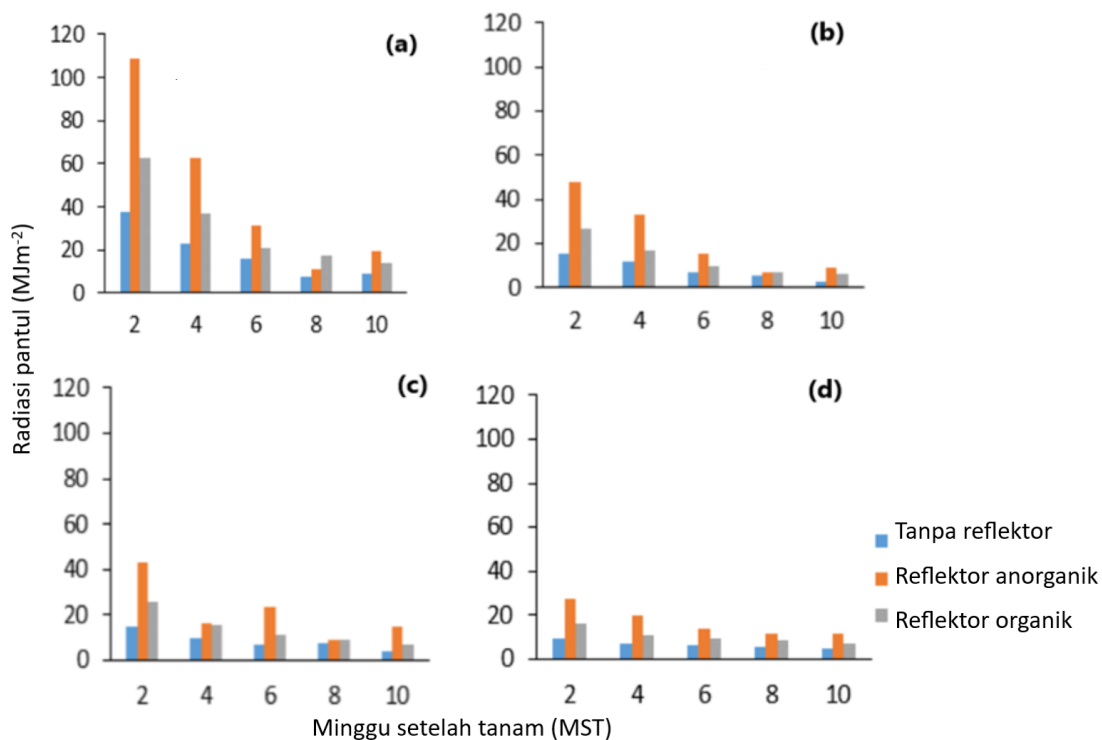 (a)
120
100
80
60
40
20
0
2 4 6 8 10
(b)
120
100
80
60
40
20
0
2 4 6 8 10
Radiasi pantul (MJm⁻²)
(c)
120
100
80
60
40
20
0
2 4 6 8 10
(d)
120
100
80
60
40
20
0
2 4 6 8 10
Tanpa reflektor
Reflektor anorganik
Reflektor organik
Minggu setelah tanam (MST)